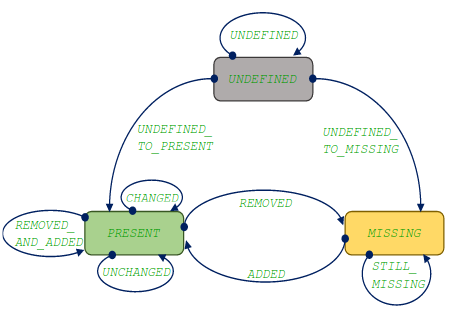 UNDEFINED
UNDEFINED
UNDEFINED_
TO_PRESENT
UNDEFINED_
TO_MISSING
CHANGED
REMOVED
REMOVED_
AND_ADDED
PRESENT
MISSING
UNCHANGED
ADDED
STILL_
MISSING